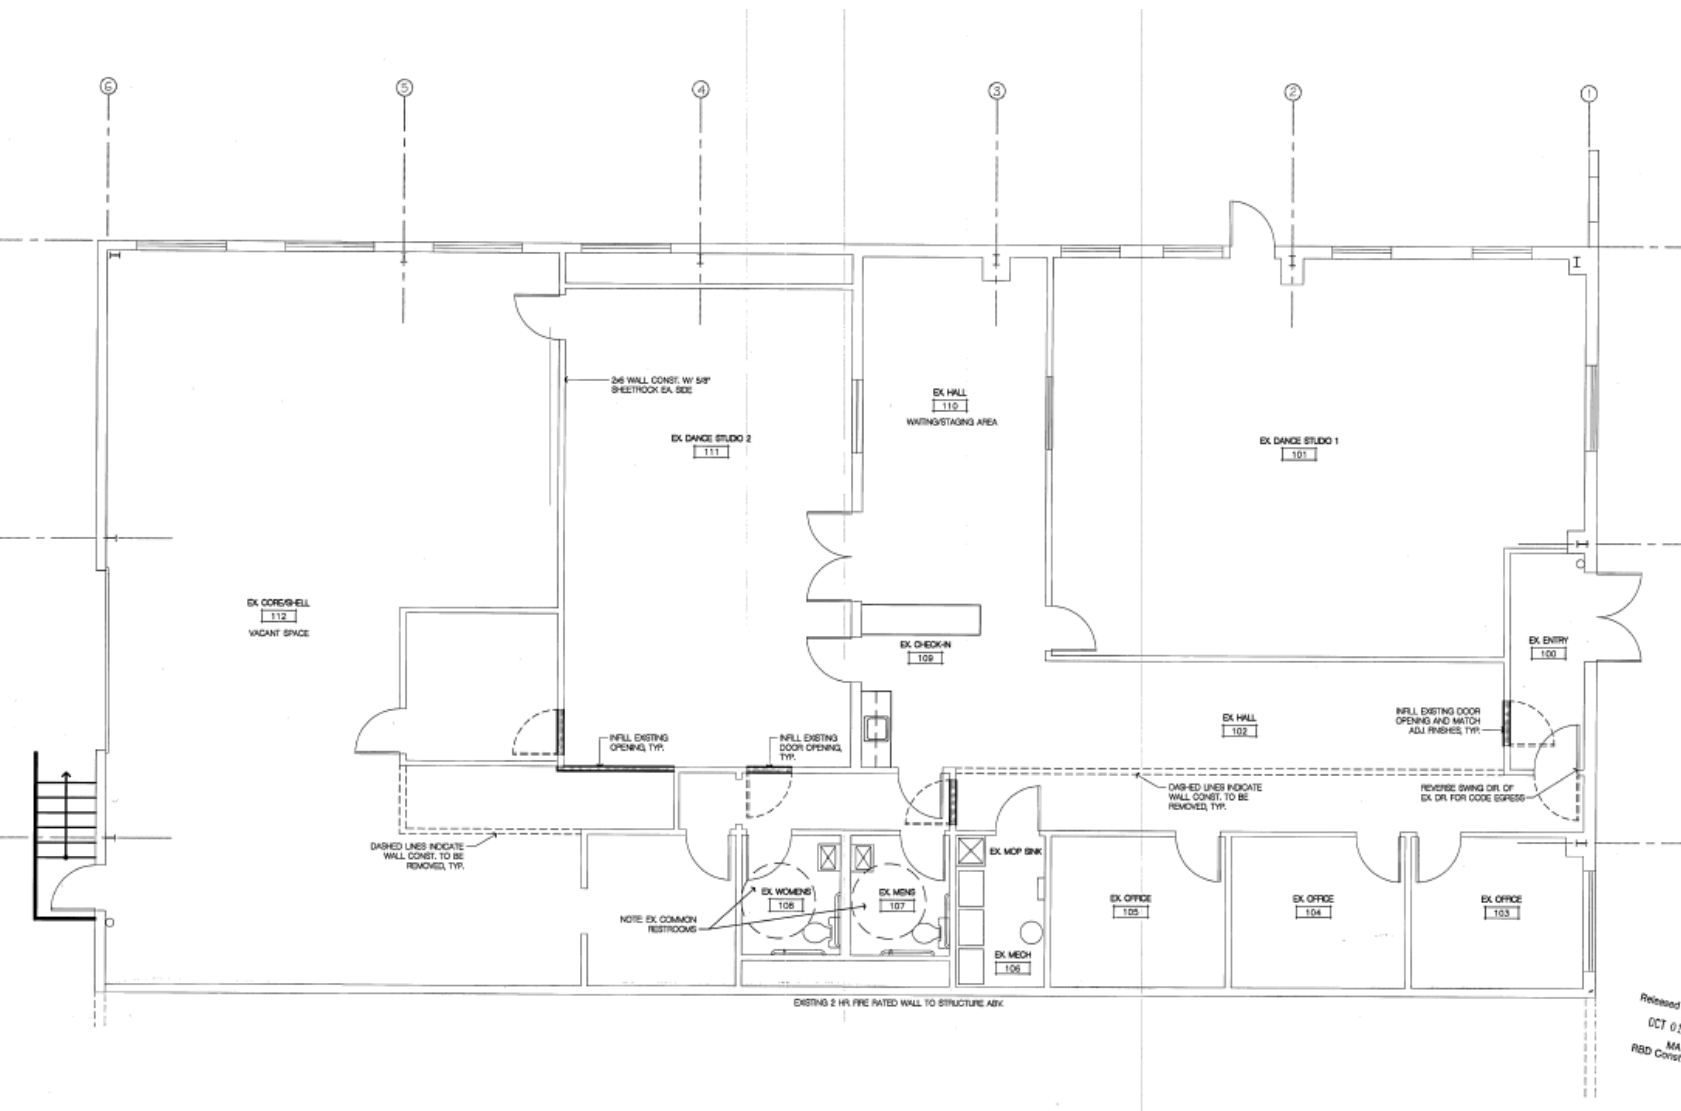 6
5
4
3
2
1
2x6 WALL CONST. W/ 5/8"
SHEETROCK EA. SIDE
EX. HALL
110
WAITING/STAGING AREA
EX. DANCE STUDIO 2
111
EX. DANCE STUDIO 1
101
EX. CORE/SHELL
112
VACANT SPACE
EX. CHECK-IN
109
EX. ENTRY
100
INFILL EXISTING
OPENING, TYP.
INFILL EXISTING
DOOR OPENING,
TYP.
EX. HALL
102
INFILL EXISTING DOOR
OPENING AND MATCH
ADJ. FINISHES, TYP.
DASHED LINES INDICATE
WALL CONST. TO BE
REMOVED, TYP.
REVERSE SWING DIR. OF
EX. DR. FOR CODE EGRESS
DASHED LINES INDICATE
WALL CONST. TO BE
REMOVED, TYP.
EX. MOP SINK
EX. WOMENS
108
EX. MENS
107
NOTE: EX. COMMON
RESTROOMS
EX. OFFICE
105
EX. OFFICE
104
EX. OFFICE
103
EX. MECH
106
EXISTING 2 HR. FIRE RATED WALL TO STRUCTURE ABV.
Released
OCT 01
MA
RBD Const